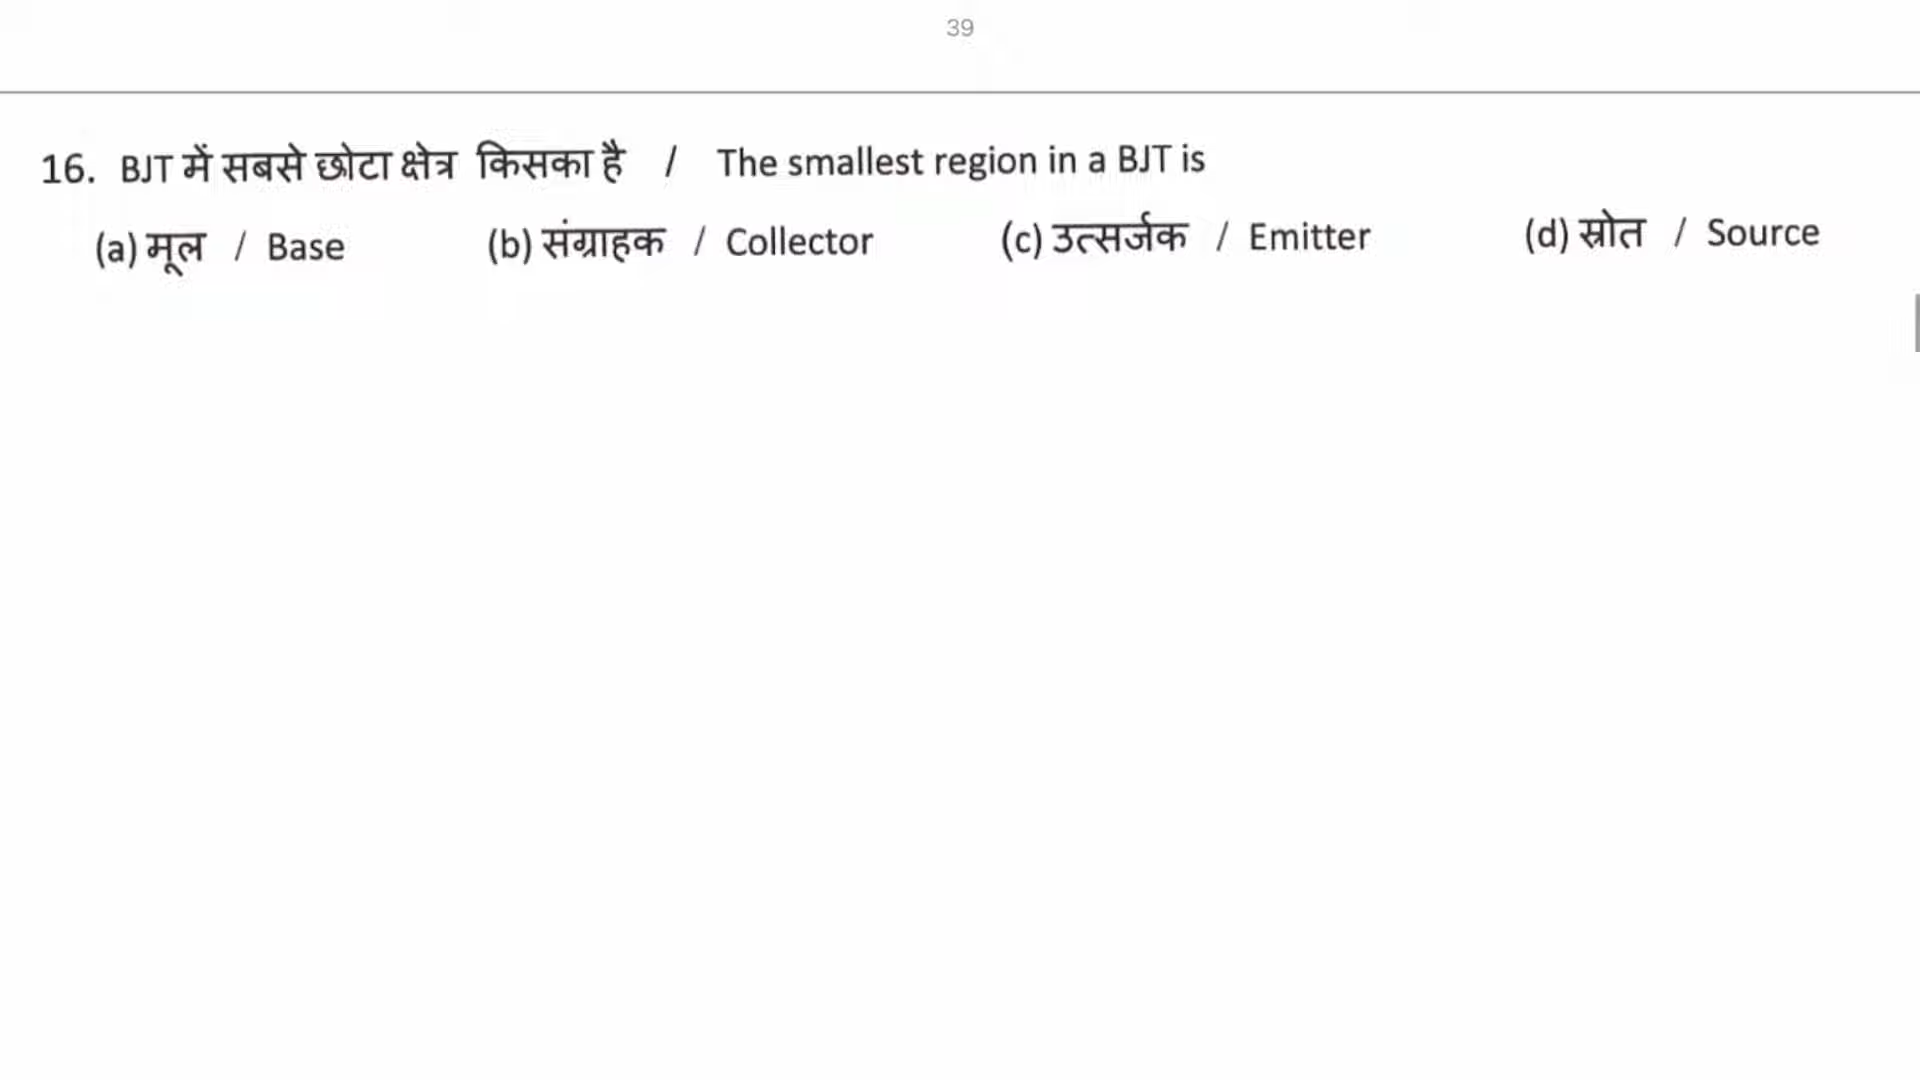 39
16. BJT में सबसे छोटा क्षेत्र किसका है / The smallest region in a BJT is
(a) मूल / Base (b) संग्राहक / Collector (c) उत्सर्जक / Emitter (d) स्रोत / Source